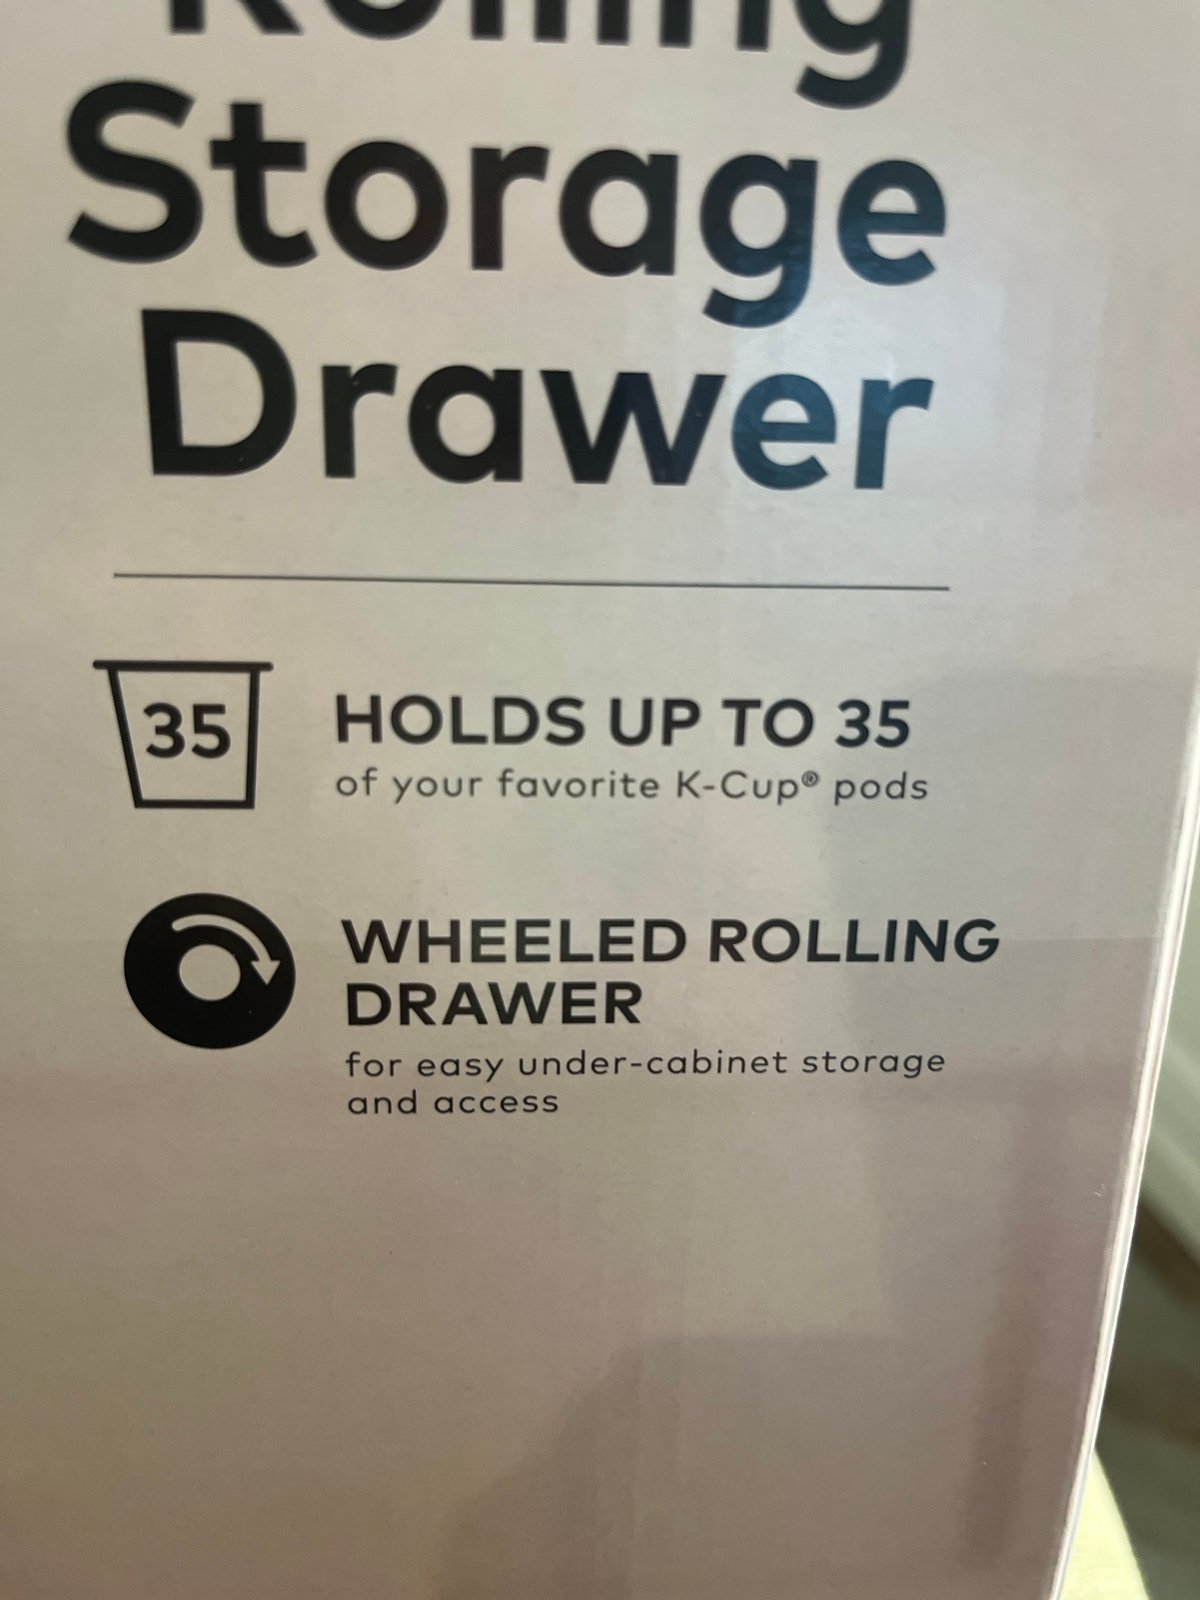 Rolling
Storage
Drawer
35
HOLDS UP TO 35
of your favorite K-Cup® pods
WHEELED ROLLING
DRAWER
for easy under-cabinet storage
and access